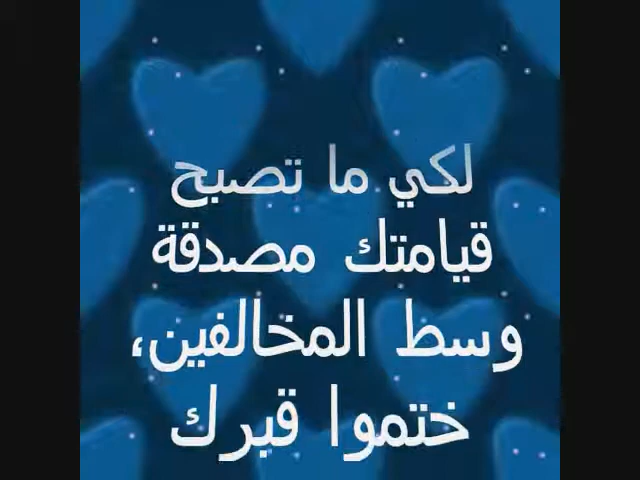 لكي ما تصبح
قيامتك مصدقة
وسط المخالفين،
ختموا قبرك